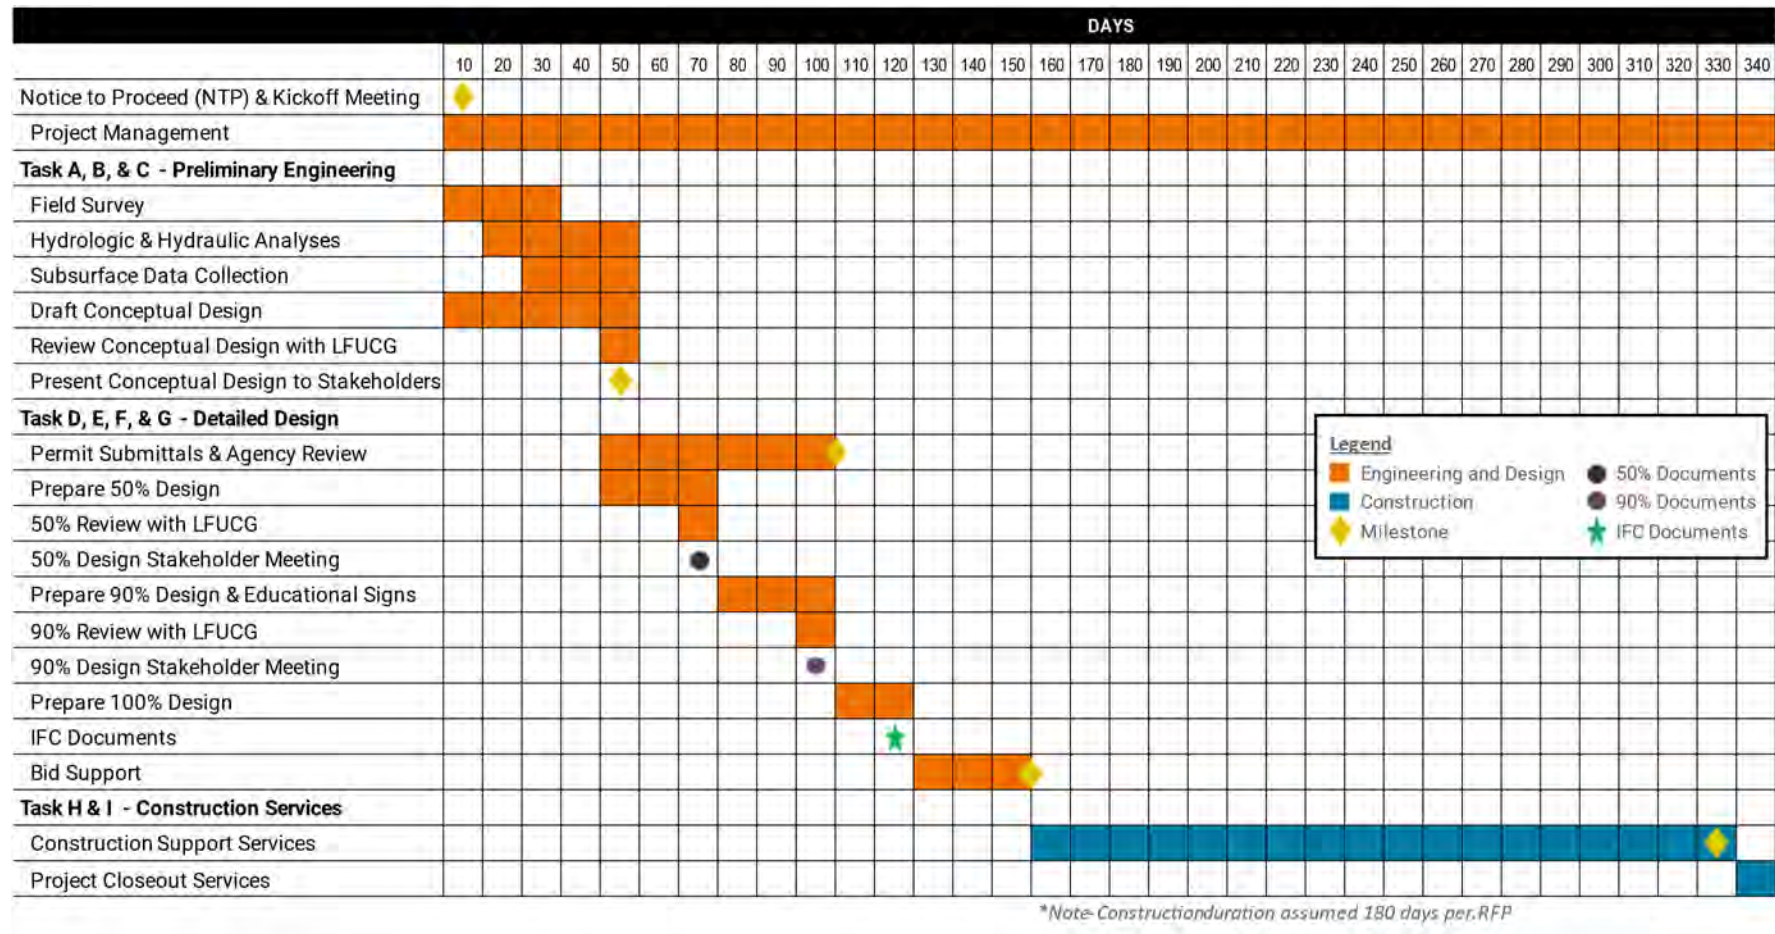 DAYS
10 20 30 40 50 60 70 80 90 100 110 120 130 140 150 160 170 180 190 200 210 220 230 240 250 260 270 280 290 300 310 320 330 340
Notice to Proceed (NTP) & Kickoff Meeting
Project Management
Task A, B, & C - Preliminary Engineering
Field Survey
Hydrologic & Hydraulic Analyses
Subsurface Data Collection
Draft Conceptual Design
Review Conceptual Design with LFUCG
Present Conceptual Design to Stakeholders
Task D, E, F, & G - Detailed Design
Permit Submittals & Agency Review
Prepare 50% Design
50% Review with LFUCG
50% Design Stakeholder Meeting
Prepare 90% Design & Educational Signs
90% Review with LFUCG
90% Design Stakeholder Meeting
Prepare 100% Design
IFC Documents
Bid Support
Task H & I - Construction Services
Construction Support Services
Project Closeout Services
Legend
Engineering and Design
50% Documents
Construction
90% Documents
Milestone
IFC Documents
*Note-Constructionduration assumed 180 days per.RFP